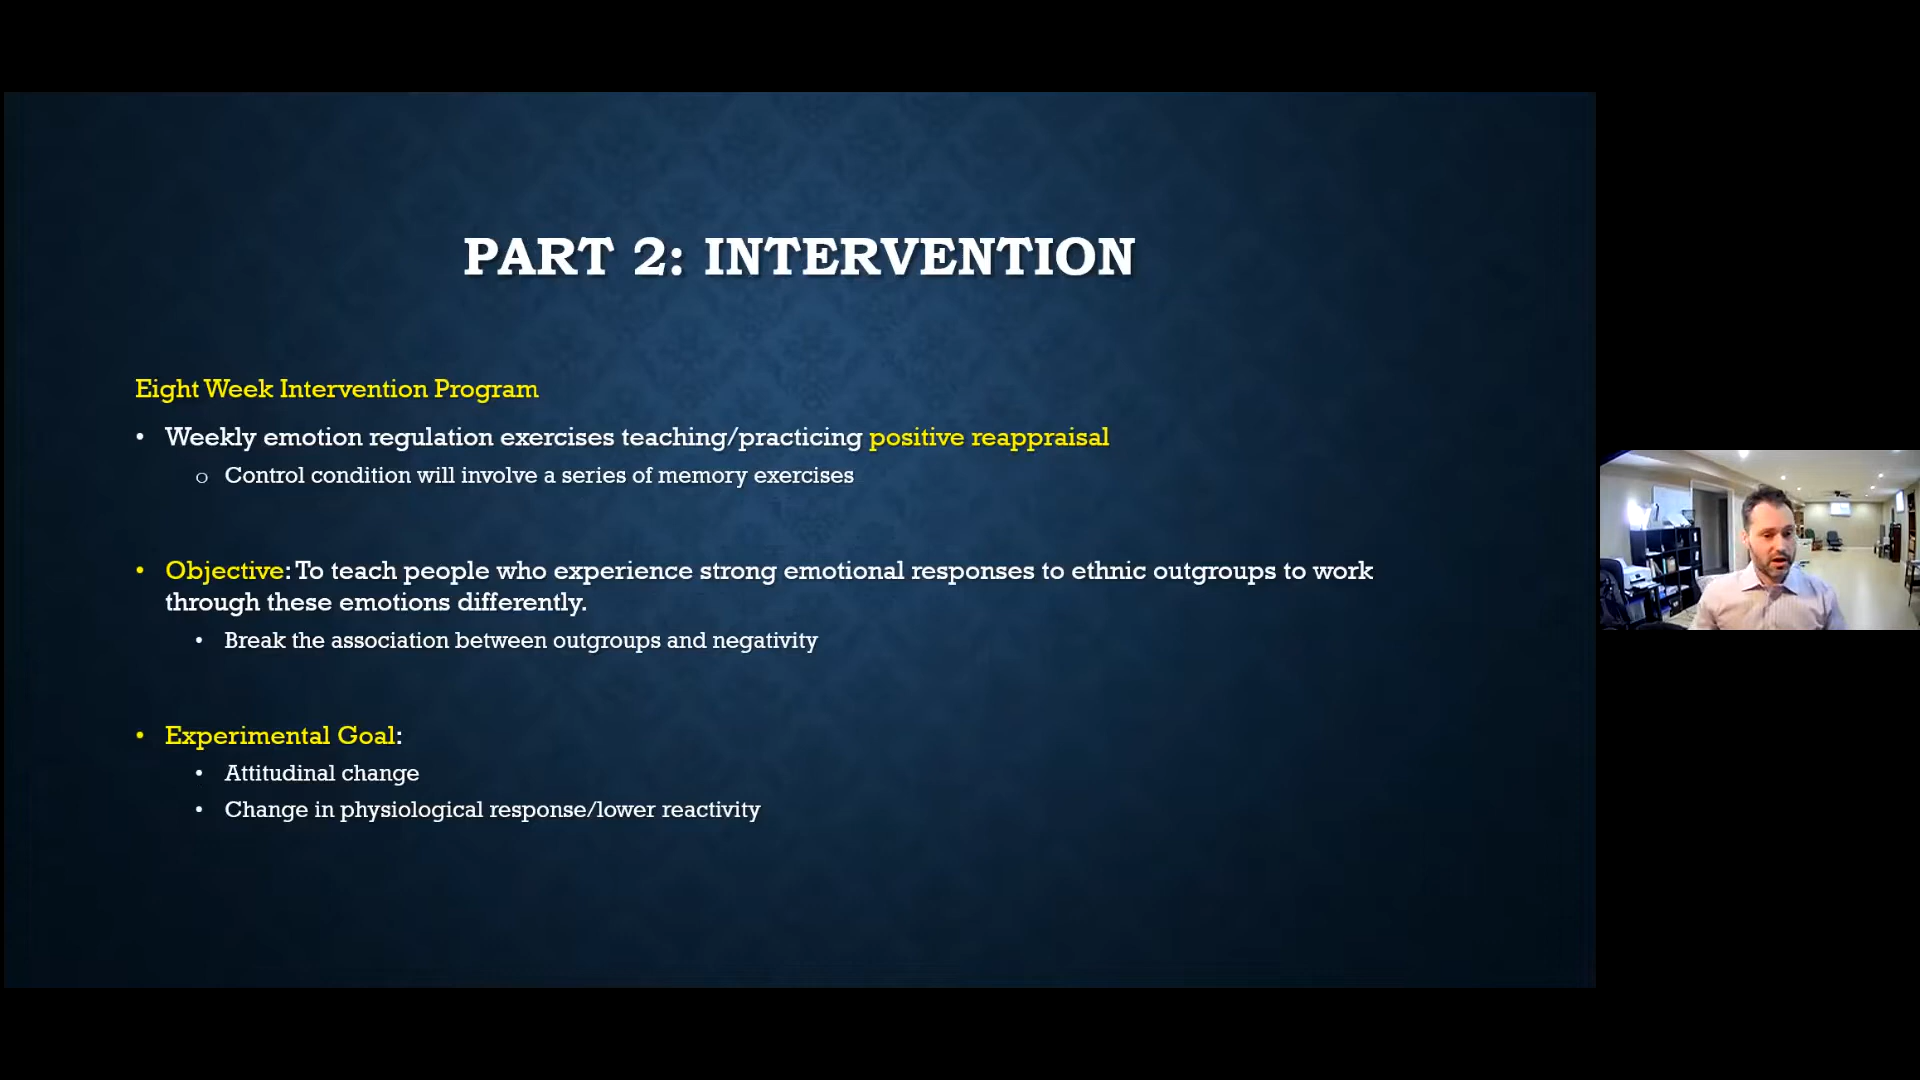 PART 2: INTERVENTION
Eight Week Intervention Program
• Weekly emotion regulation exercises teaching/practicing positive reappraisal
o Control condition will involve a series of memory exercises
• Objective: To teach people who experience strong emotional responses to ethnic outgroups to work
through these emotions differently.
• Break the association between outgroups and negativity
• Experimental Goal:
• Attitudinal change
• Change in physiological response/lower reactivity